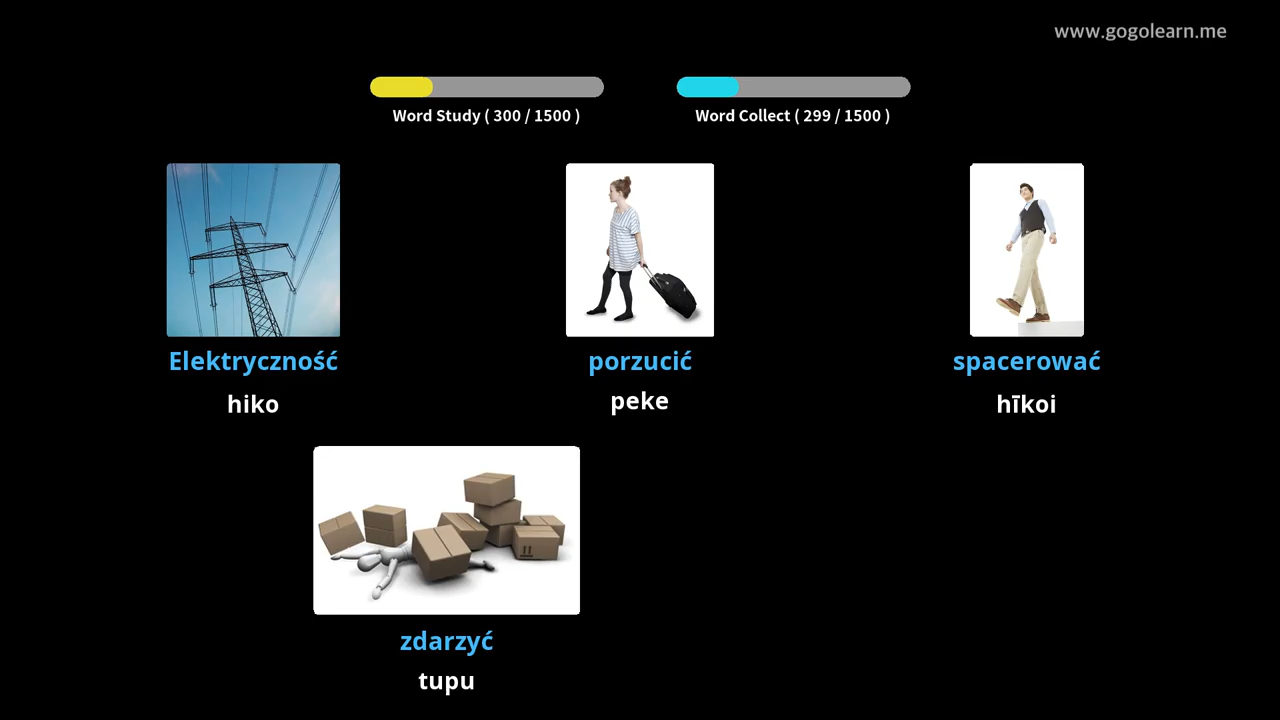 www.gogolearn.me
Word Study ( 300 / 1500 )
Word Collect ( 299 / 1500 )
Elektryczność
hiko
porzucić
peke
spacerować
hīkoi
zdarzyć
tupu